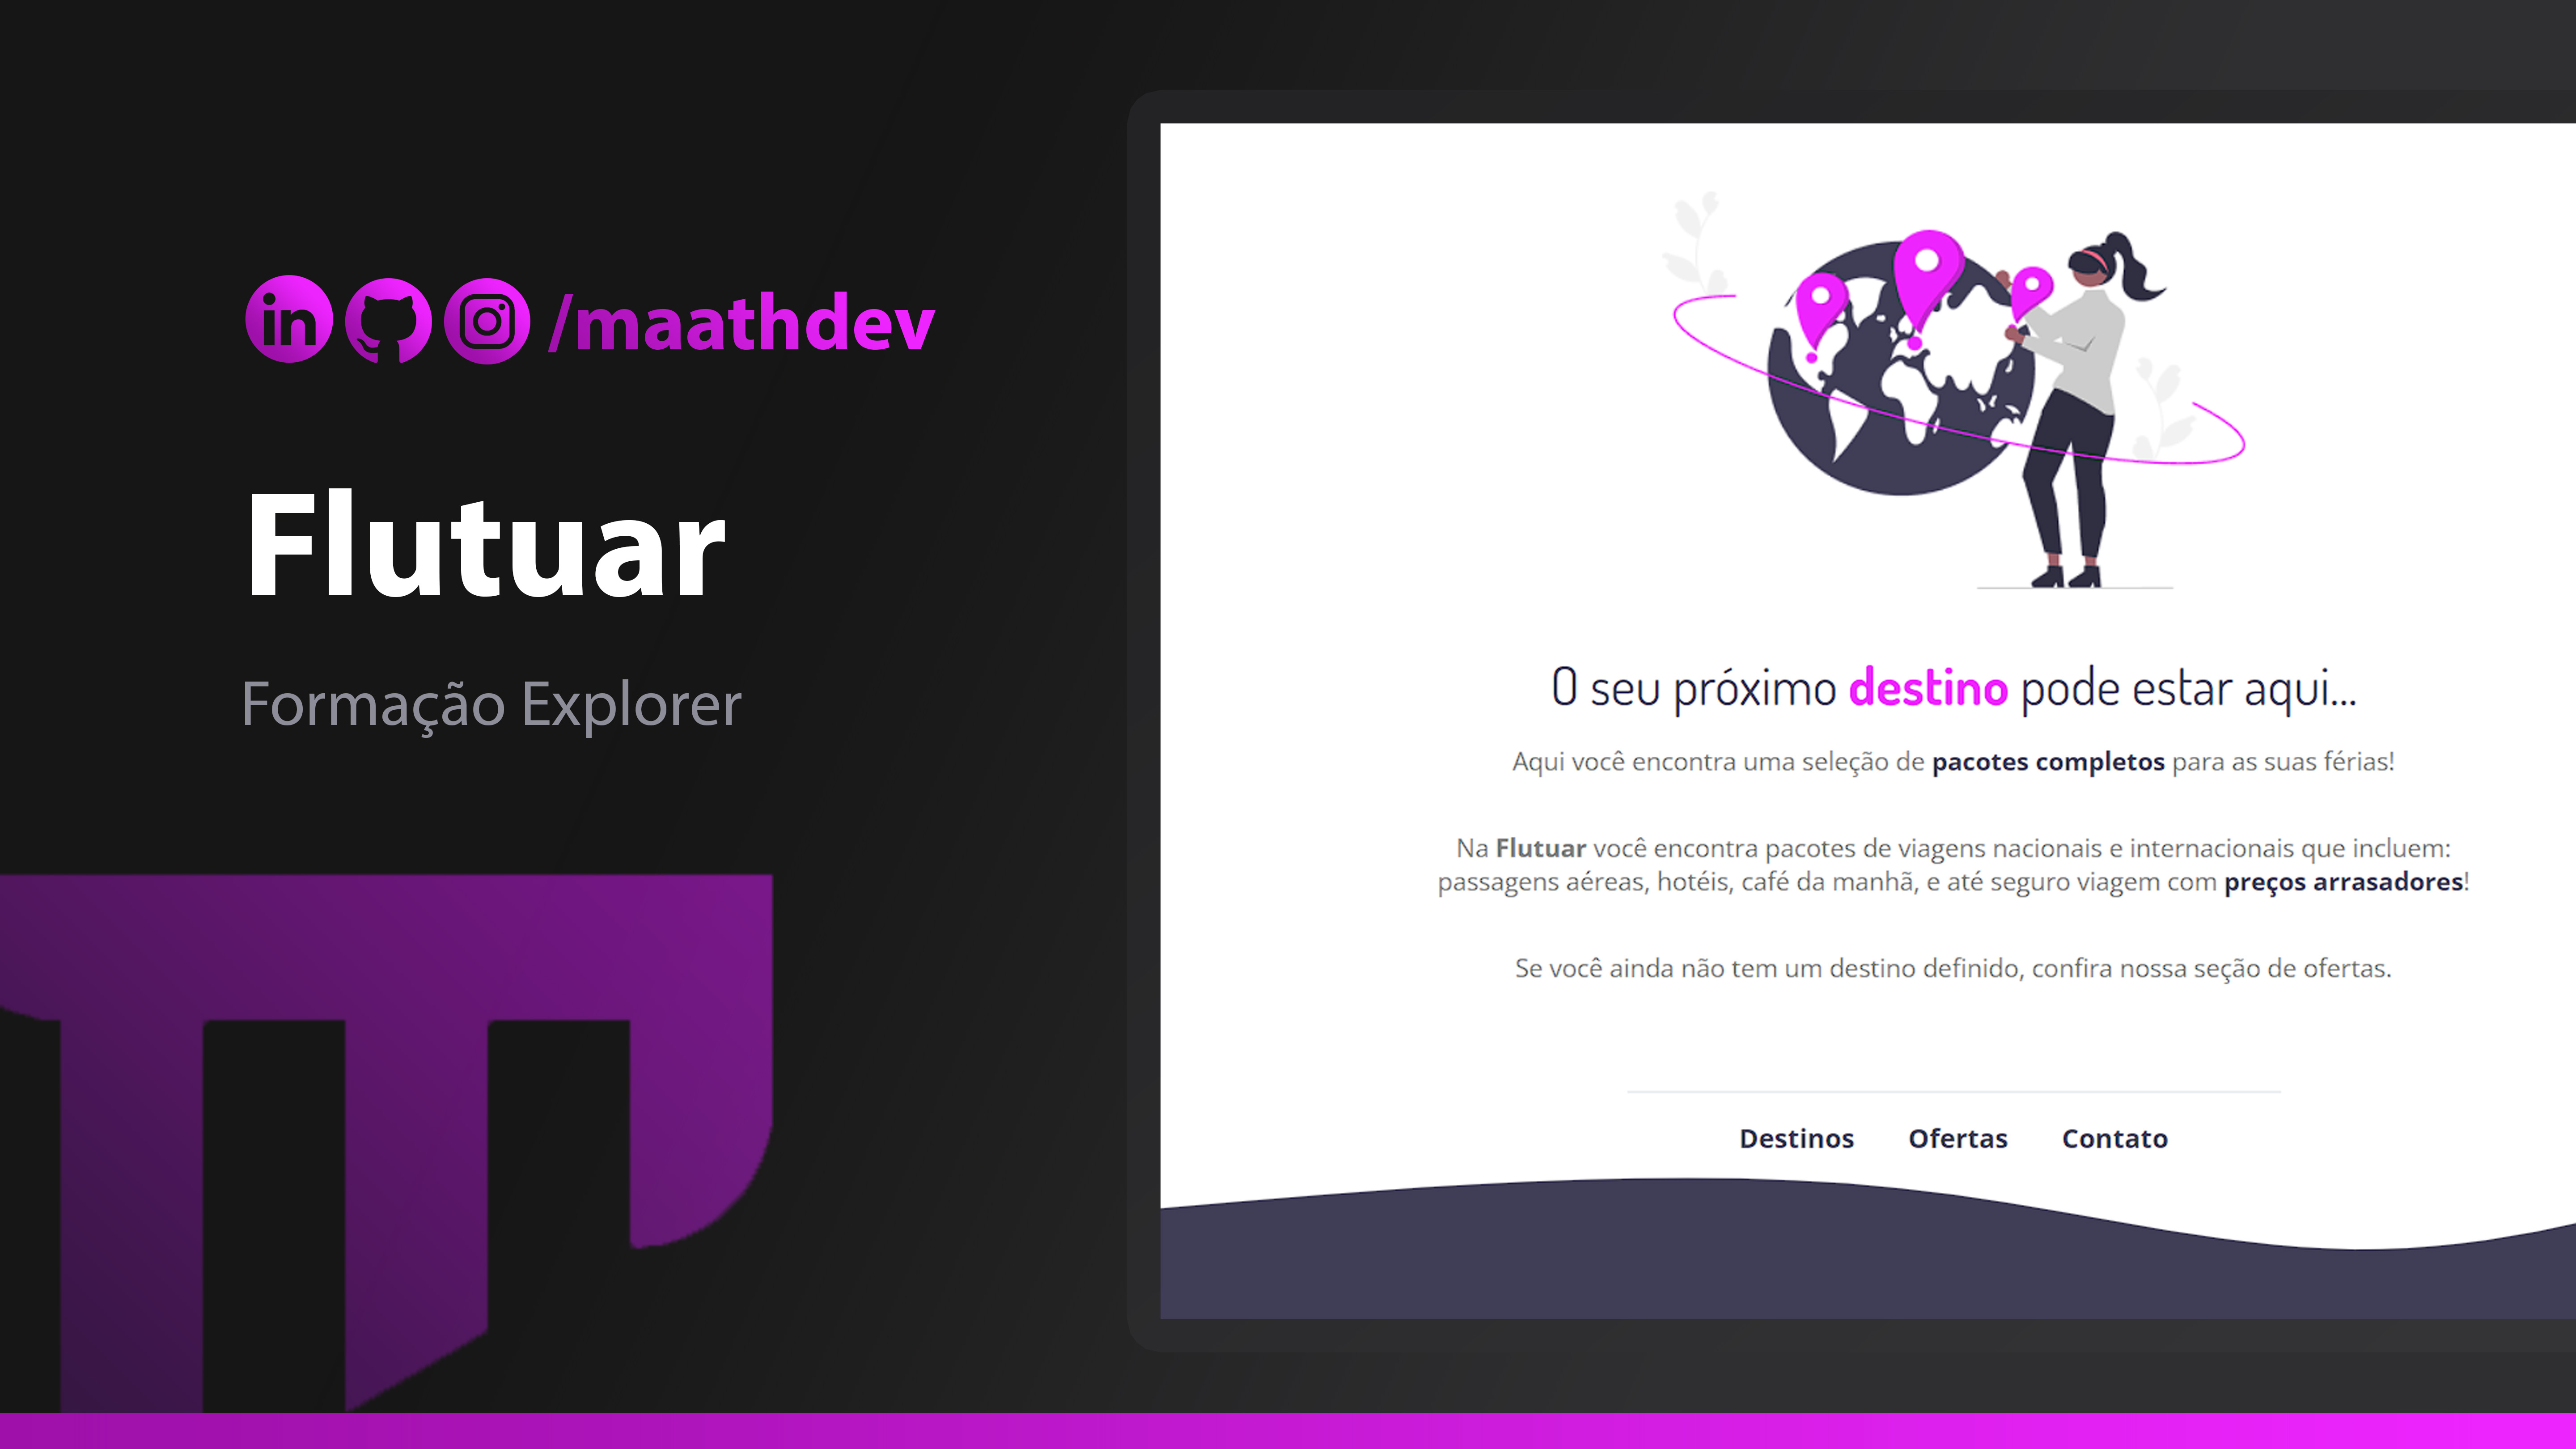 in /maathdev
Flutuar
Formação Explorer
O seu próximo destino pode estar aqui...
Aqui você encontra uma seleção de pacotes completos para as suas férias!
Na Flutuar você encontra pacotes de viagens nacionais e internacionais que incluem:
passagens aéreas, hotéis, café da manhã, e até seguro viagem com preços arrasadores!
Se você ainda não tem um destino definido, confira nossa seção de ofertas.
Destinos Ofertas Contato